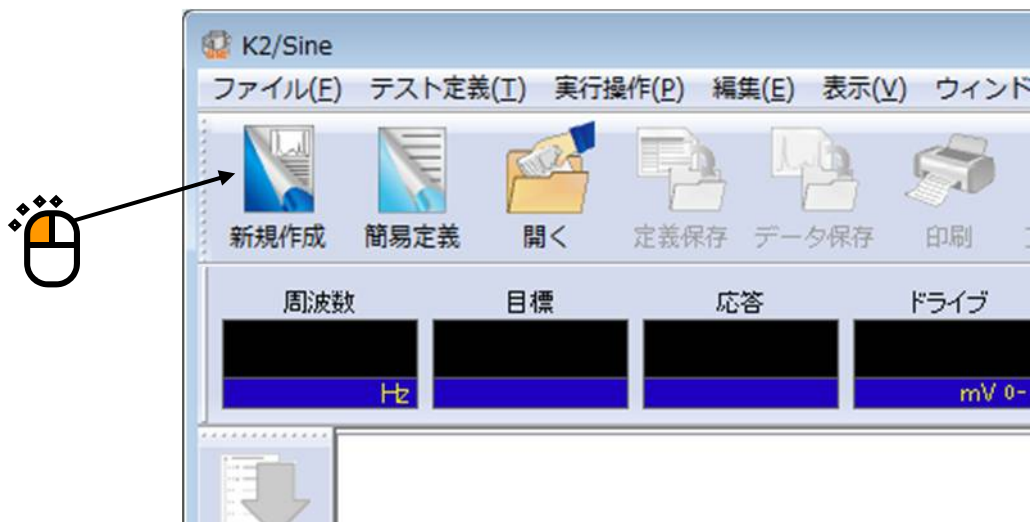 K2/Sine
ファイル(F) テスト定義(T) 実行操作(P) 編集(E) 表示(V) ウィンド
新規作成 簡易定義 開く 定義保存 データ保存 印刷
周波数 目標 応答 ドライブ
Hz mV 0-